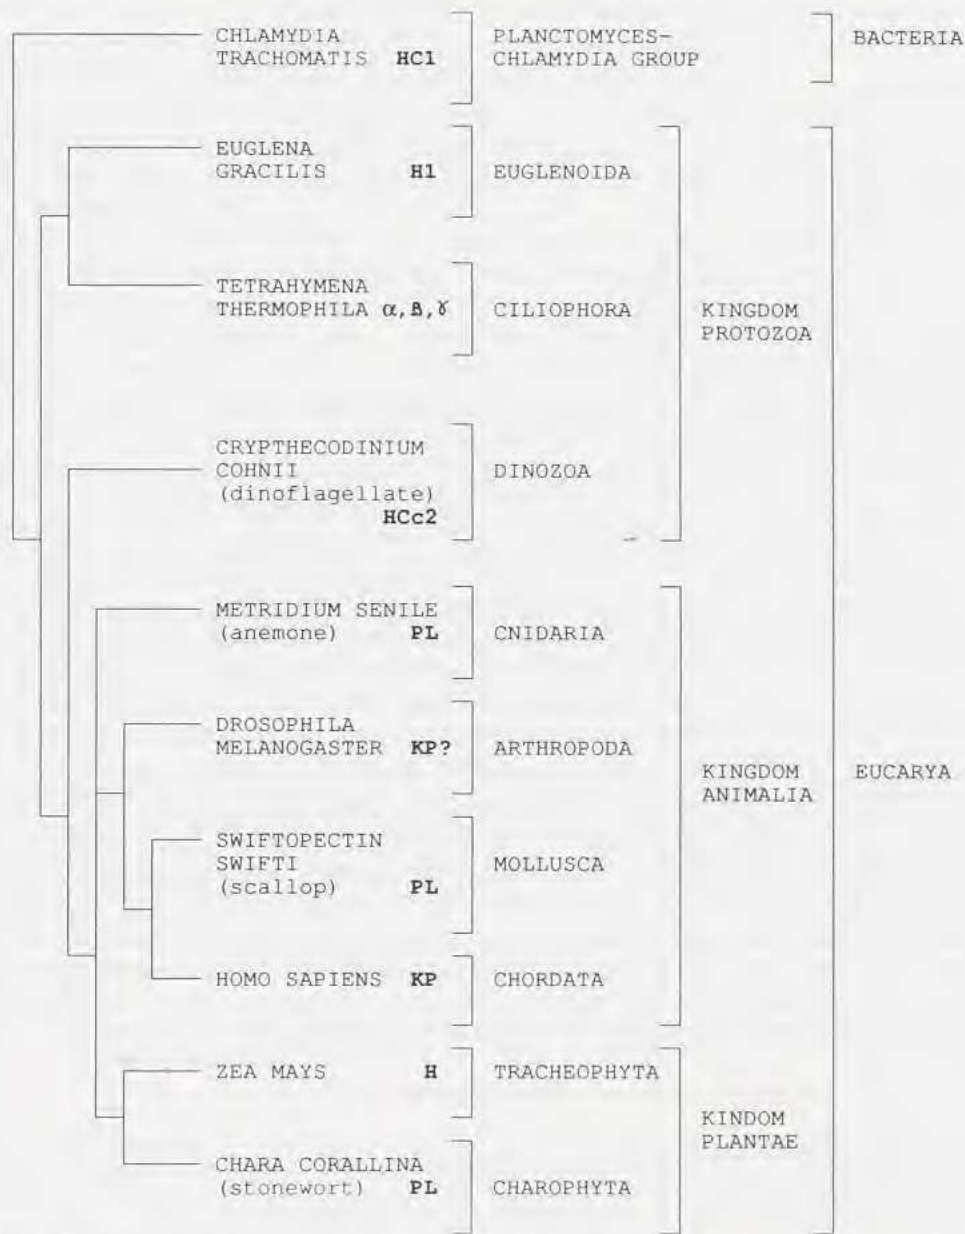 CHLAMYDIA
TRACHOMATIS HC1
PLANCTOMYCES-
CHLAMYDIA GROUP
BACTERIA
EUGLENA
GRACILIS H1
EUGLENOIDA
TETRAHYMENA
THERMOPHILA α,ß,γ
CILIOPHORA
KINGDOM
PROTOZOA
CRYPTHECODINIUM
COHNII
(dinoflagellate)
HCc2
DINOZOA
METRIDIUM SENILE
(anemone) PL
CNIDARIA
DROSOPHILA
MELANOGASTER KP?
ARTHROPODA
KINGDOM
ANIMALIA
EUCARYA
SWIFTOPECTIN
SWIFTI
(scallop) PL
MOLLUSCA
HOMO SAPIENS KP
CHORDATA
ZEA MAYS H
TRACHEOPHYTA
KINDOM
PLANTAE
CHARA CORALLINA
(stonewort) PL
CHAROPHYTA